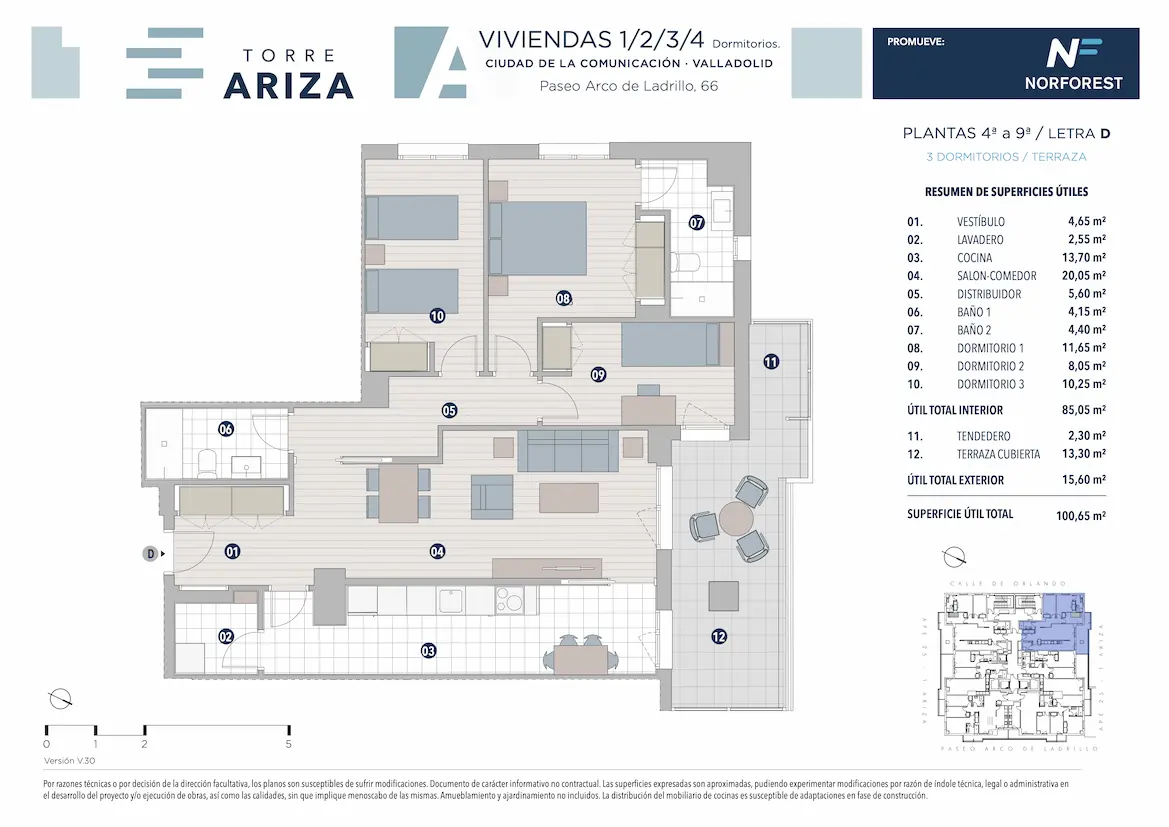 TORRE
ARIZA
A
VIVIENDAS 1/2/3/4 Dormitorios.
CIUDAD DE LA COMUNICACIÓN · VALLADOLID
Paseo Arco de Ladrillo, 66
PROMUEVE:
NF
NORFOREST
PLANTAS 4ª a 9ª / LETRA D
3 DORMITORIOS / TERRAZA
RESUMEN DE SUPERFICIES ÚTILES
01. VESTÍBULO 4,65 m²
02. LAVADERO 2,55 m²
03. COCINA 13,70 m²
04. SALON-COMEDOR 20,05 m²
05. DISTRIBUIDOR 5,60 m²
06. BAÑO 1 4,15 m²
07. BAÑO 2 4,40 m²
08. DORMITORIO 1 11,65 m²
09. DORMITORIO 2 8,05 m²
10. DORMITORIO 3 10,25 m²
ÚTIL TOTAL INTERIOR 85,05 m²
11. TENDEDERO 2,30 m²
12. TERRAZA CUBIERTA 13,30 m²
ÚTIL TOTAL EXTERIOR 15,60 m²
SUPERFICIE ÚTIL TOTAL 100,65 m²
07
08
10
11
09
05
06
D
01
04
02
03
12
CALLE DE ORLANDO
PASEO ARCO DE LADRILLO
0 1 2 5
Versión V.30
Por razones técnicas o por decisión de la dirección facultativa, los planos son susceptibles de sufrir modificaciones. Documento de carácter informativo no contractual. Las superficies expresadas son aproximadas, pudiendo experimentar modificaciones por razón de índole técnica, legal o administrativa en
el desarrollo del proyecto y/o ejecución de obras, así como las calidades, sin que implique menoscabo de las mismas. Amueblamiento y ajardinamiento no incluidos. La distribución del mobiliario de cocinas es susceptible de adaptaciones en fase de construcción.